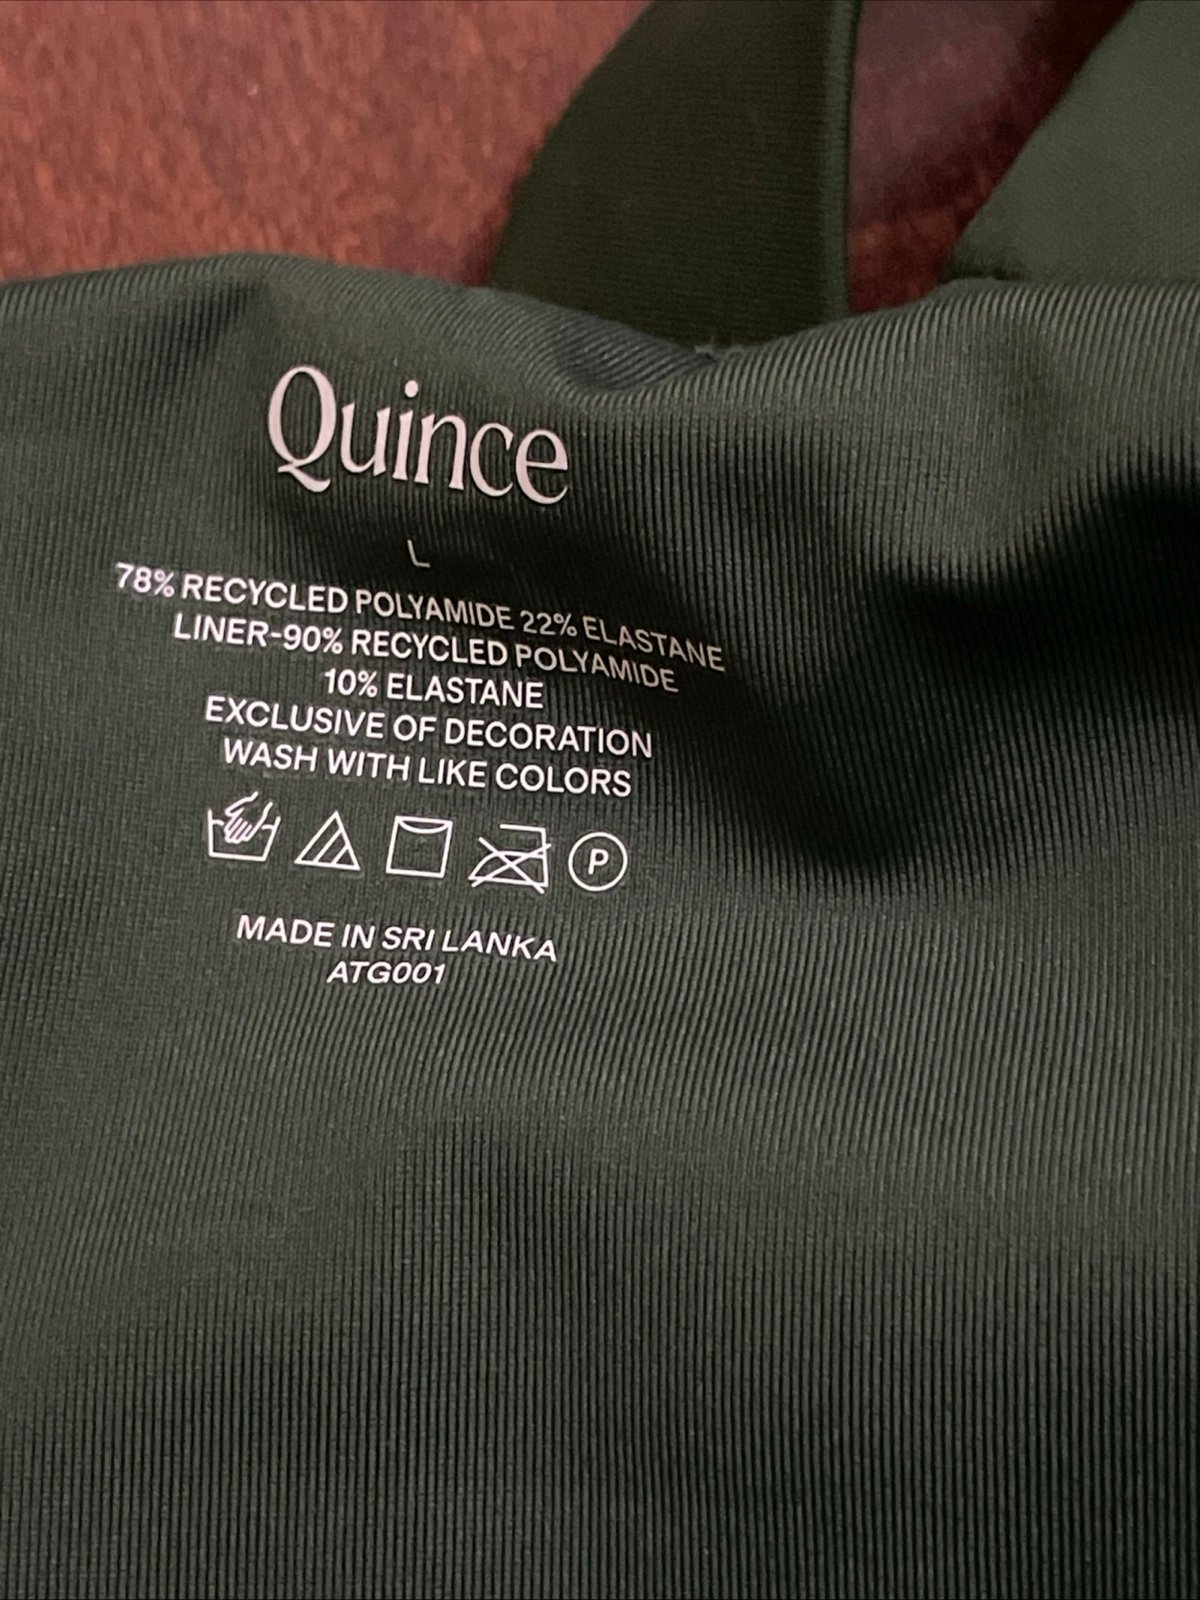 Quince
L
78% RECYCLED POLYAMIDE 22% ELASTANE
LINER-90% RECYCLED POLYAMIDE
10% ELASTANE
EXCLUSIVE OF DECORATION
WASH WITH LIKE COLORS
P
MADE IN SRI LANKA
ATG001